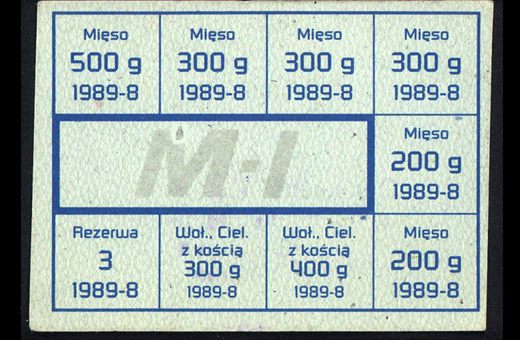 Mięso
500 g
1989-8
Mięso
300 g
1989-8
Mięso
300 g
1989-8
Mięso
300 g
1989-8
M-I
Mięso
200 g
1989-8
Rezerwa
3
1989-8
Woł., Ciel.
z kością
300 g
1989-8
Woł., Ciel.
z kością
400 g
1989-8
Mięso
200 g
1989-8